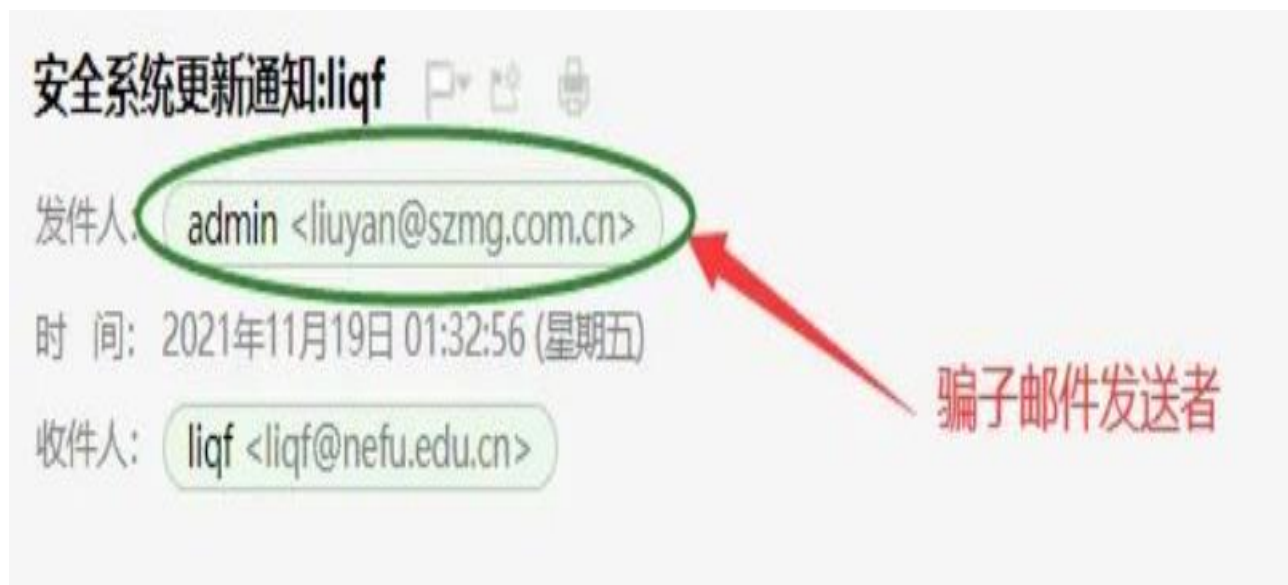 安全系统更新通知:liqf
发件人: admin <liuyan@szmg.com.cn>
时 间: 2021年11月19日 01:32:56 (星期五)
骗子邮件发送者
收件人: liqf <liqf@nefu.edu.cn>